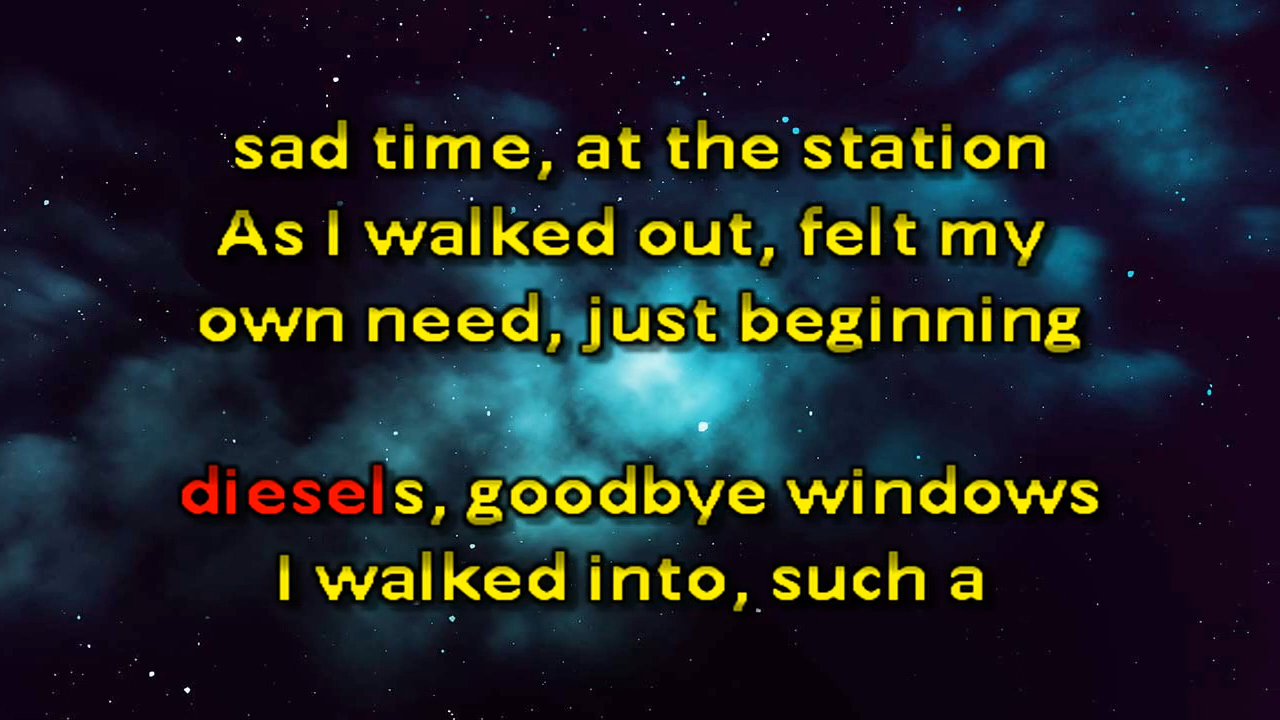 sad time, at the station
As I walked out, felt my
own need, just beginning
diesels, goodbye windows
I walked into, such a